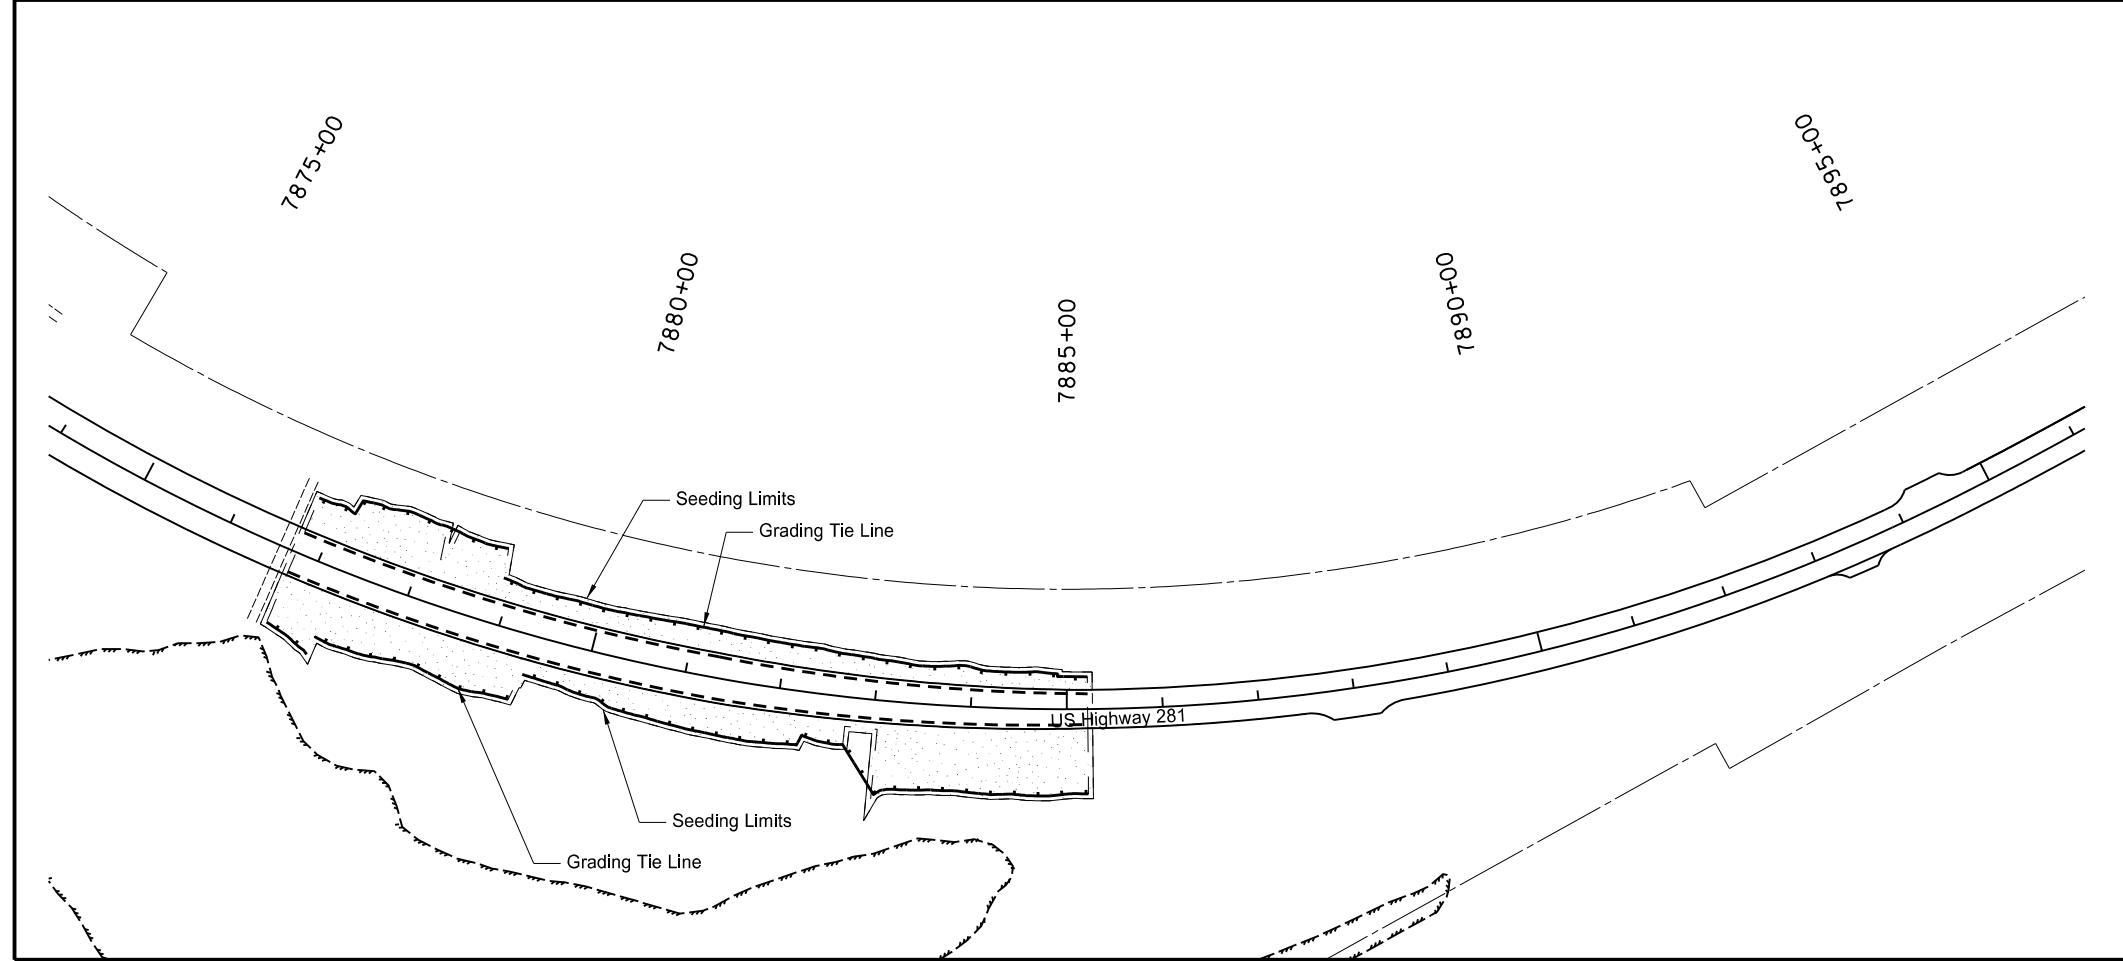 7875+00
7895+00
7880+00
7890+00
7885+00
Seeding Limits
Grading Tie Line
US Highway 281
Seeding Limits
Grading Tie Line